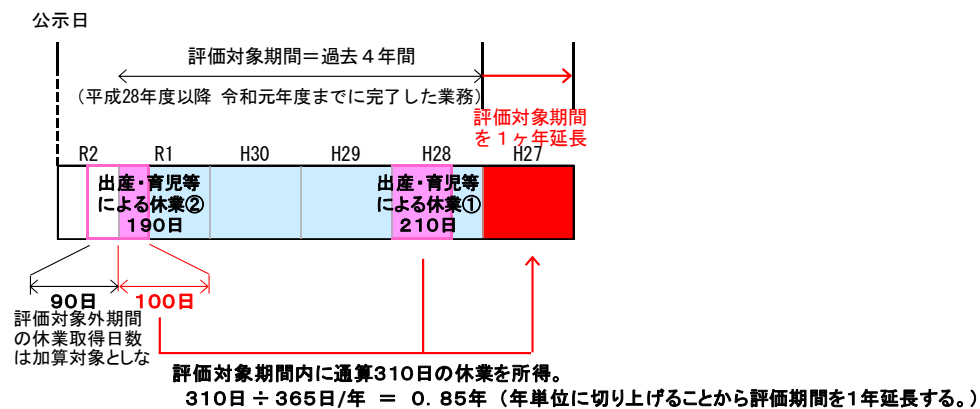 公示日
評価対象期間＝過去４年間
（平成28年度以降 令和元年度までに完了した業務）
評価対象期間
を１ヶ年延長
R2 R1 H30 H29 H28 H27
出産・育児等
による休業②
１９０日
出産・育児等
による休業①
２１０日
９０日
１００日
評価対象外期間
の休業取得日数
は加算対象としな
評価対象期間内に通算３１０日の休業を所得。
３１０日÷３６５日/年 ＝ ０．８５年（年単位に切り上げることから評価期間を１年延長する。）